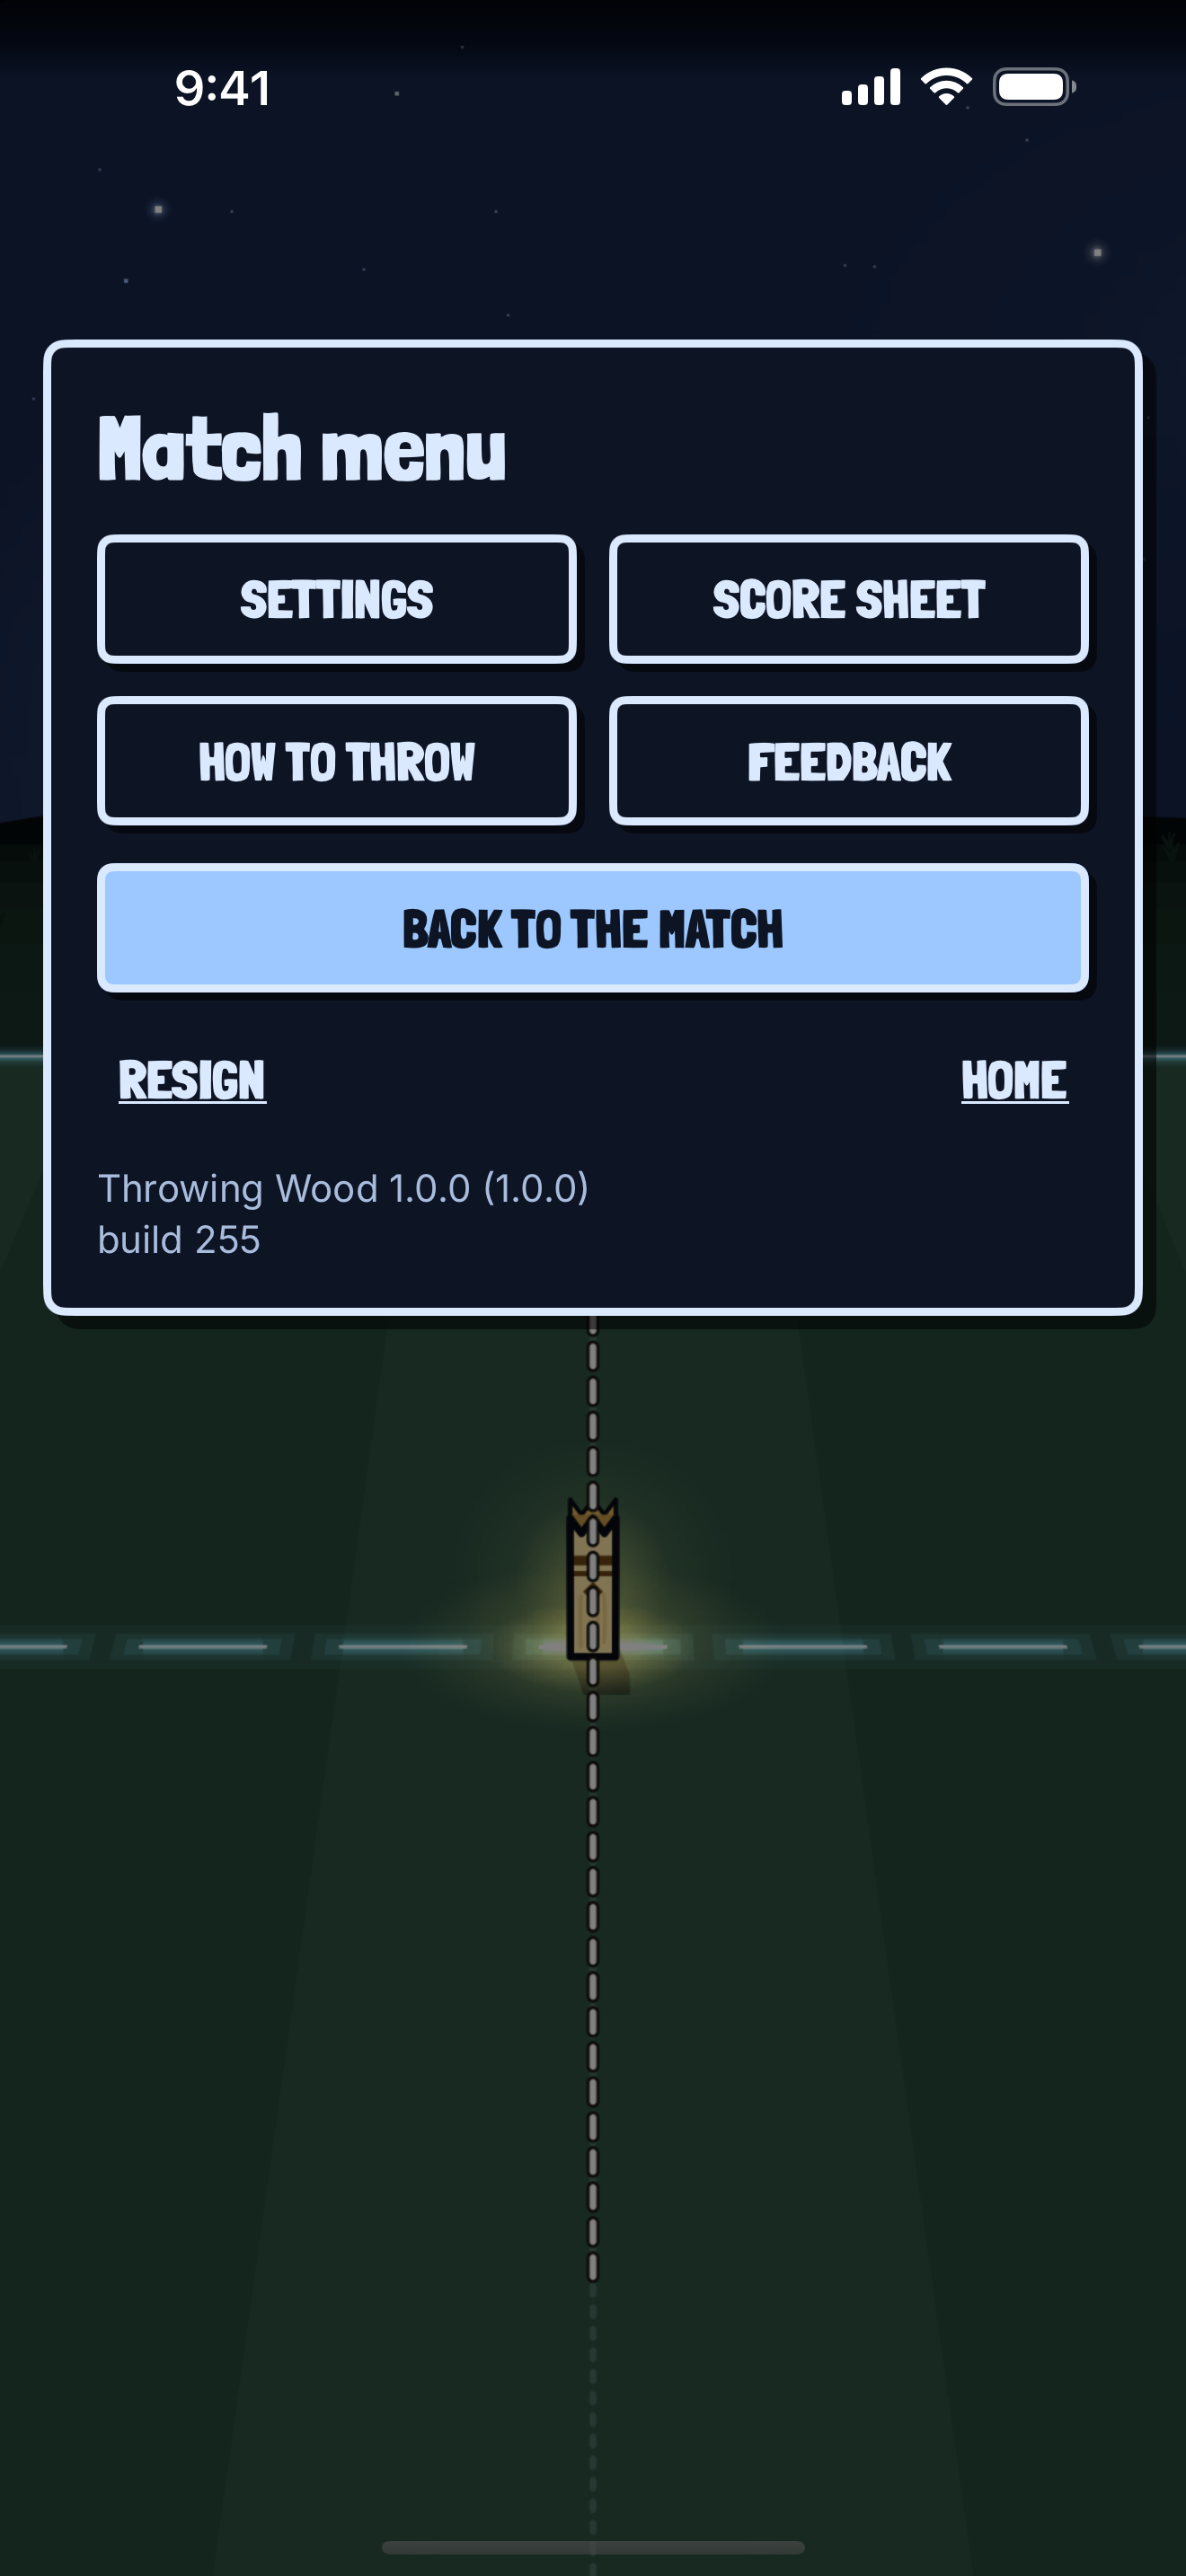 9:41
Match menu
SETTINGS
SCORE SHEET
HOW TO THROW
FEEDBACK
BACK TO THE MATCH
RESIGN
HOME
Throwing Wood 1.0.0 (1.0.0)
build 255